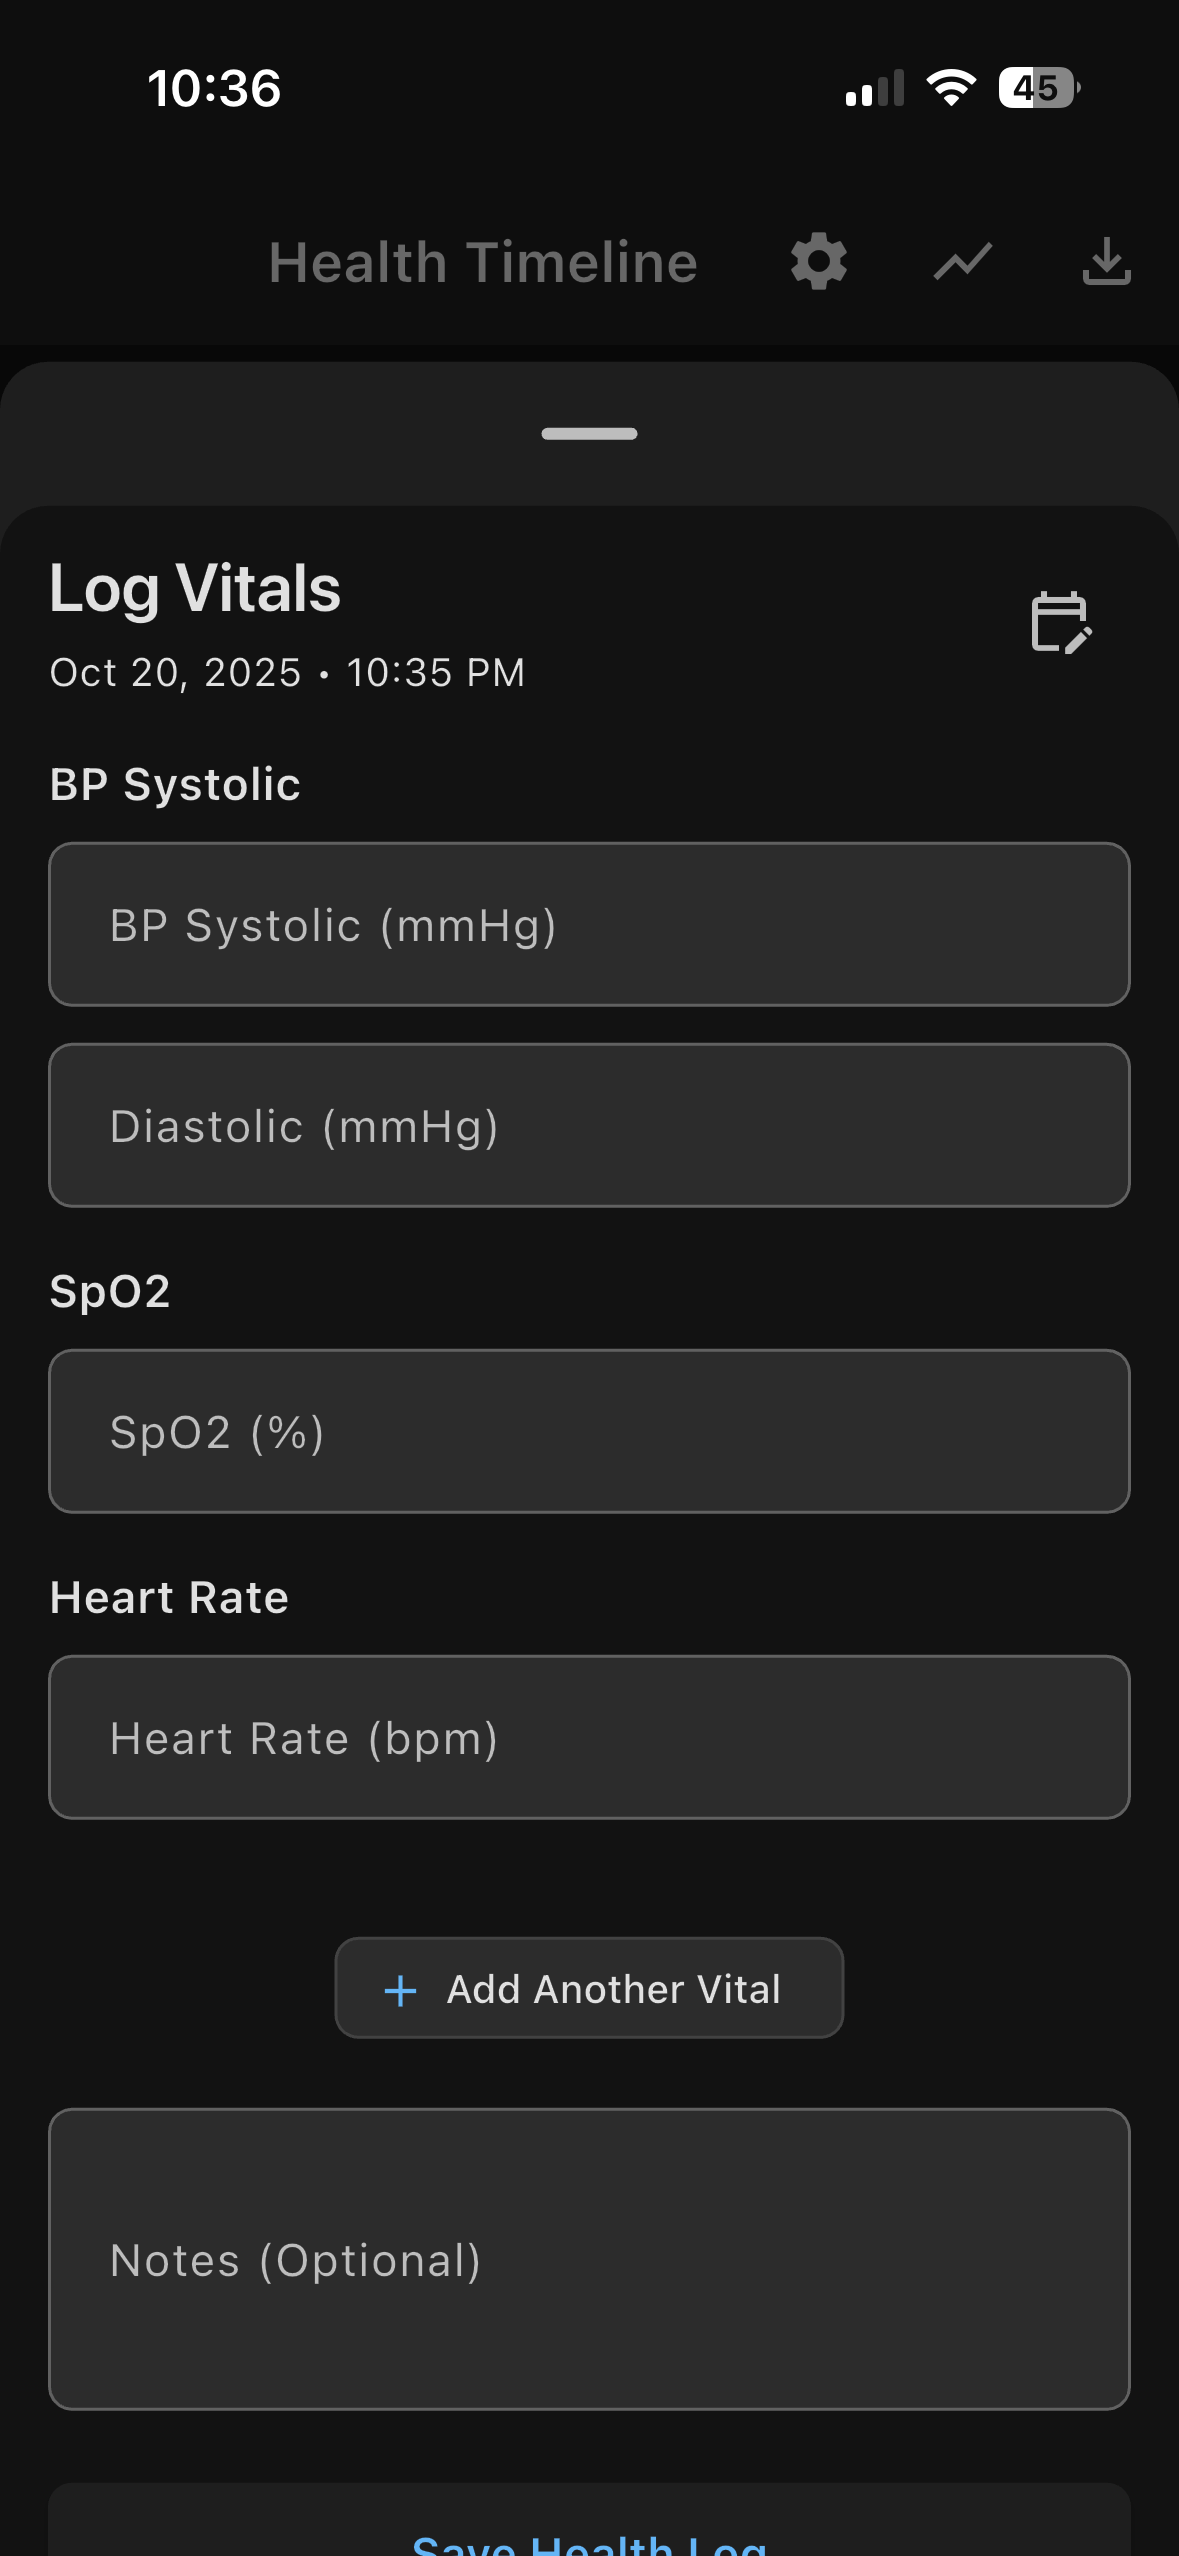 10:36
45
Health Timeline
Log Vitals
Oct 20, 2025 • 10:35 PM
BP Systolic
BP Systolic (mmHg)
Diastolic (mmHg)
SpO2
SpO2 (%)
Heart Rate
Heart Rate (bpm)
Add Another Vital
Notes (Optional)
Save Health Log